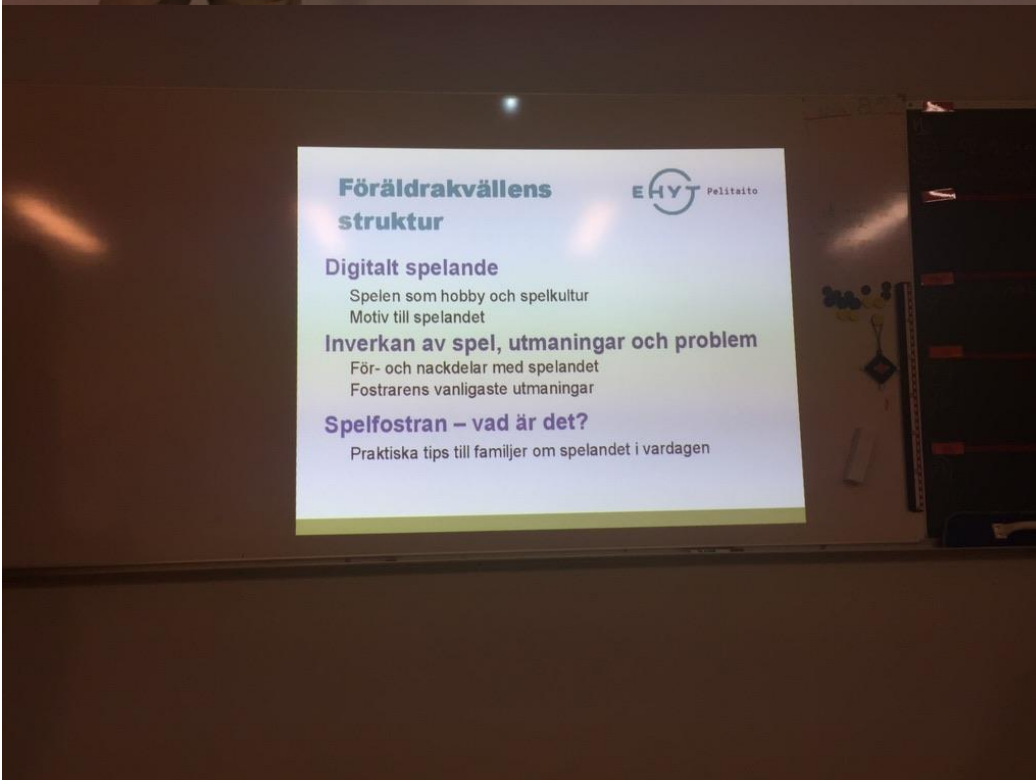 Föräldrakvällens
struktur
EHYT Pelitaito
Digitalt spelande
Spelen som hobby och spelkultur
Motiv till spelandet
Inverkan av spel, utmaningar och problem
För- och nackdelar med spelandet
Fostrarens vanligaste utmaningar
Spelfostran – vad är det?
Praktiska tips till familjer om spelandet i vardagen